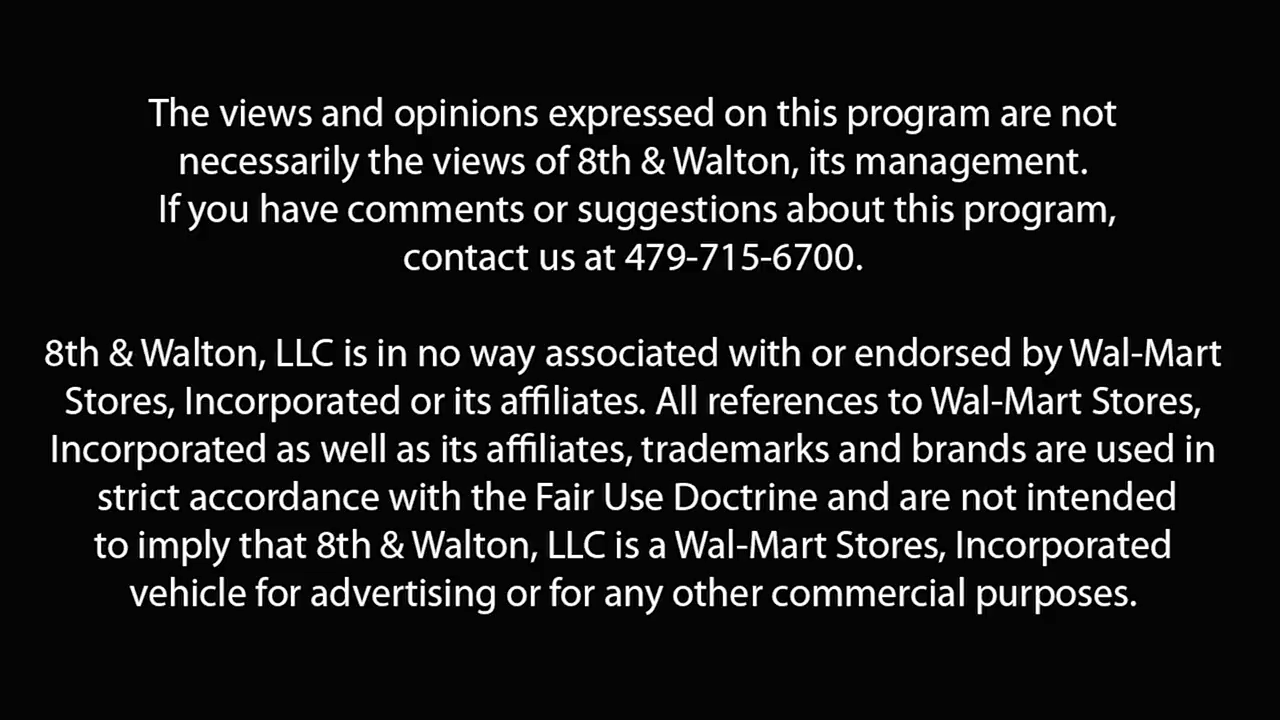 The views and opinions expressed on this program are not
necessarily the views of 8th & Walton, its management.
If you have comments or suggestions about this program,
contact us at 479-715-6700.
8th & Walton, LLC is in no way associated with or endorsed by Wal-Mart
Stores, Incorporated or its affiliates. All references to Wal-Mart Stores,
Incorporated as well as its affiliates, trademarks and brands are used in
strict accordance with the Fair Use Doctrine and are not intended
to imply that 8th & Walton, LLC is a Wal-Mart Stores, Incorporated
vehicle for advertising or for any other commercial purposes.